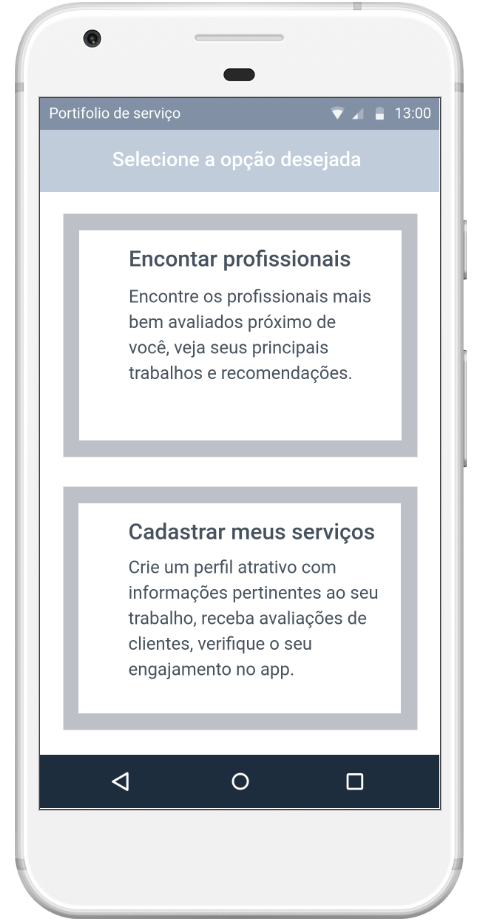 Portifolio de serviço 13:00
Selecione a opção desejada
Encontar profissionais
Encontre os profissionais mais
bem avaliados próximo de
você, veja seus principais
trabalhos e recomendações.
Cadastrar meus serviços
Crie um perfil atrativo com
informações pertinentes ao seu
trabalho, receba avaliações de
clientes, verifique o seu
engajamento no app.